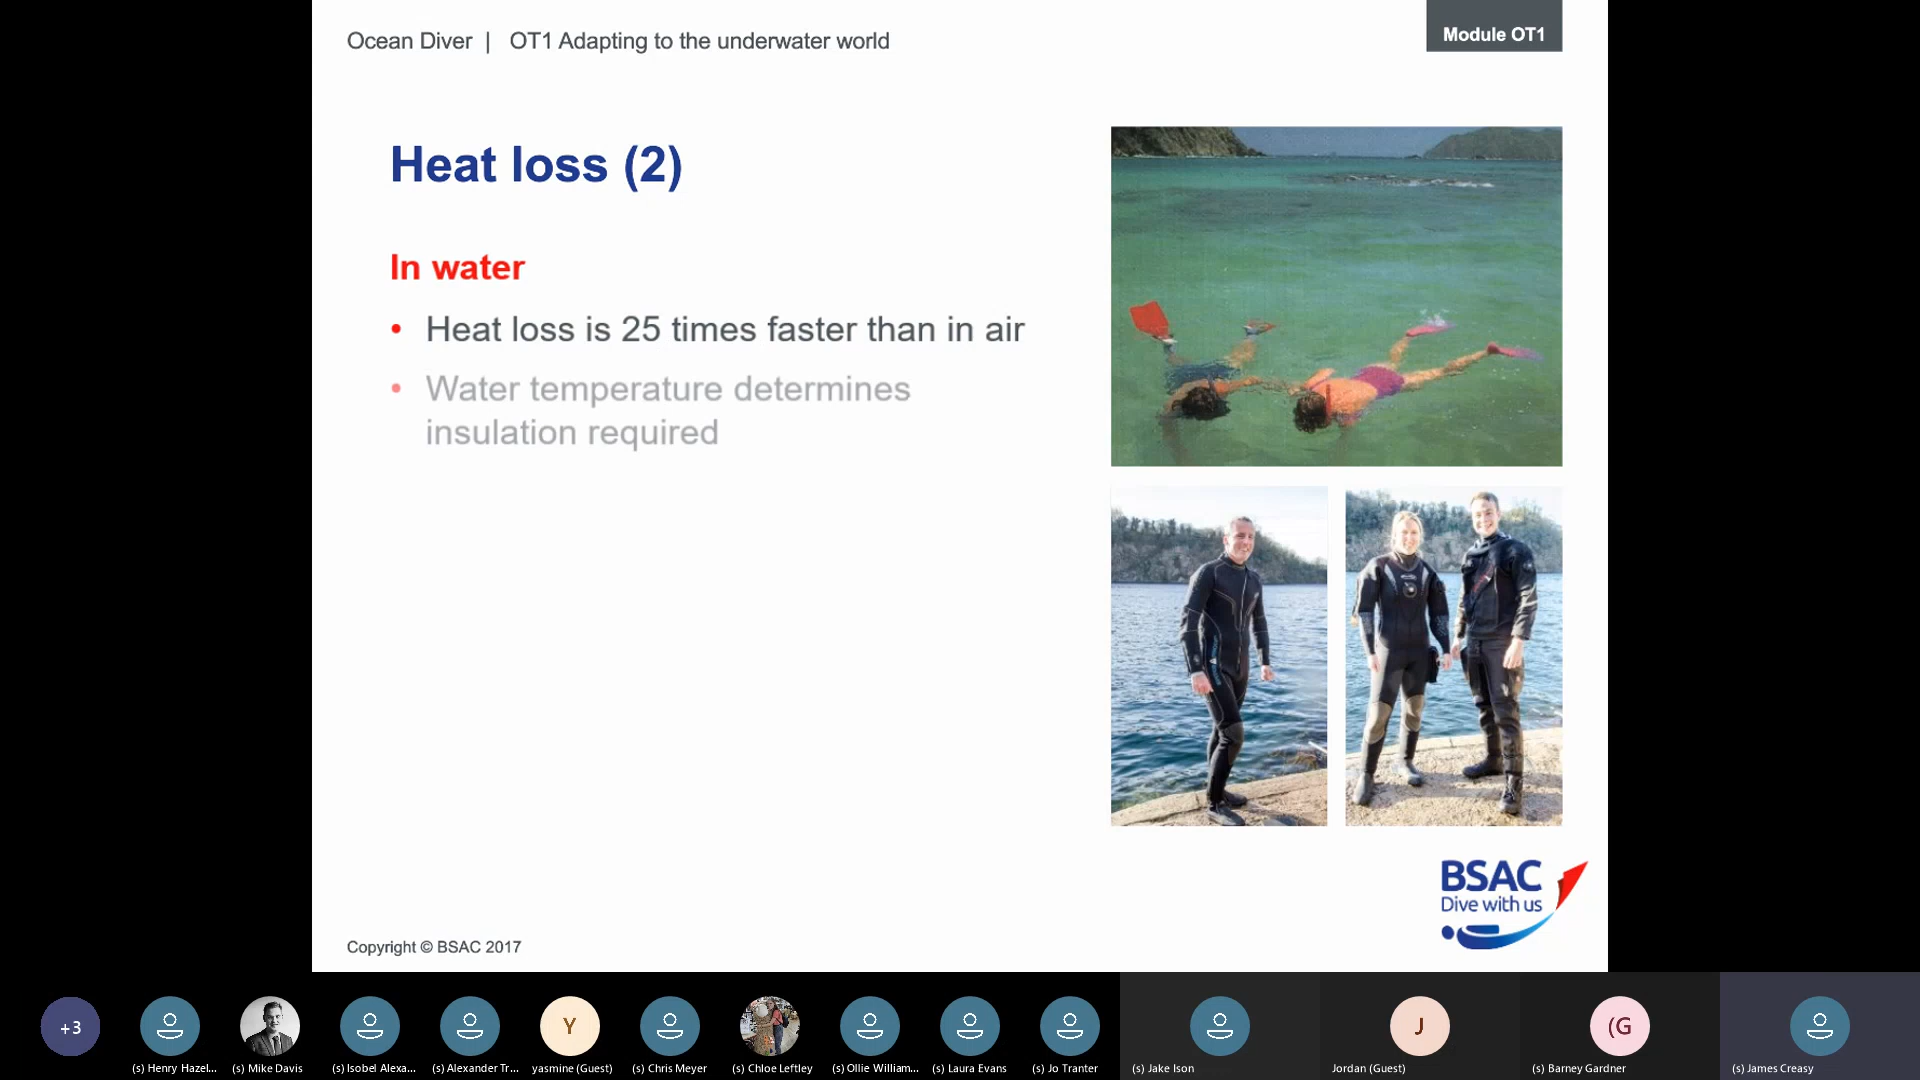 Ocean Diver | OT1 Adapting to the underwater world
Module OT1
Heat loss (2)
In water
• Heat loss is 25 times faster than in air
• Water temperature determines
insulation required
BSAC
Dive with us
Copyright © BSAC 2017
+3
Y
J
(G
(s) Henry Hazel...
(s) Mike Davis
(s) Isobel Alexa...
(s) Alexander Tr...
yasmine (Guest)
(s) Chris Meyer
(s) Chloe Leftley
(s) Ollie William...
(s) Laura Evans
(s) Jo Tranter
(s) Jake Ison
Jordan (Guest)
(s) Barney Gardner
(s) James Creasy